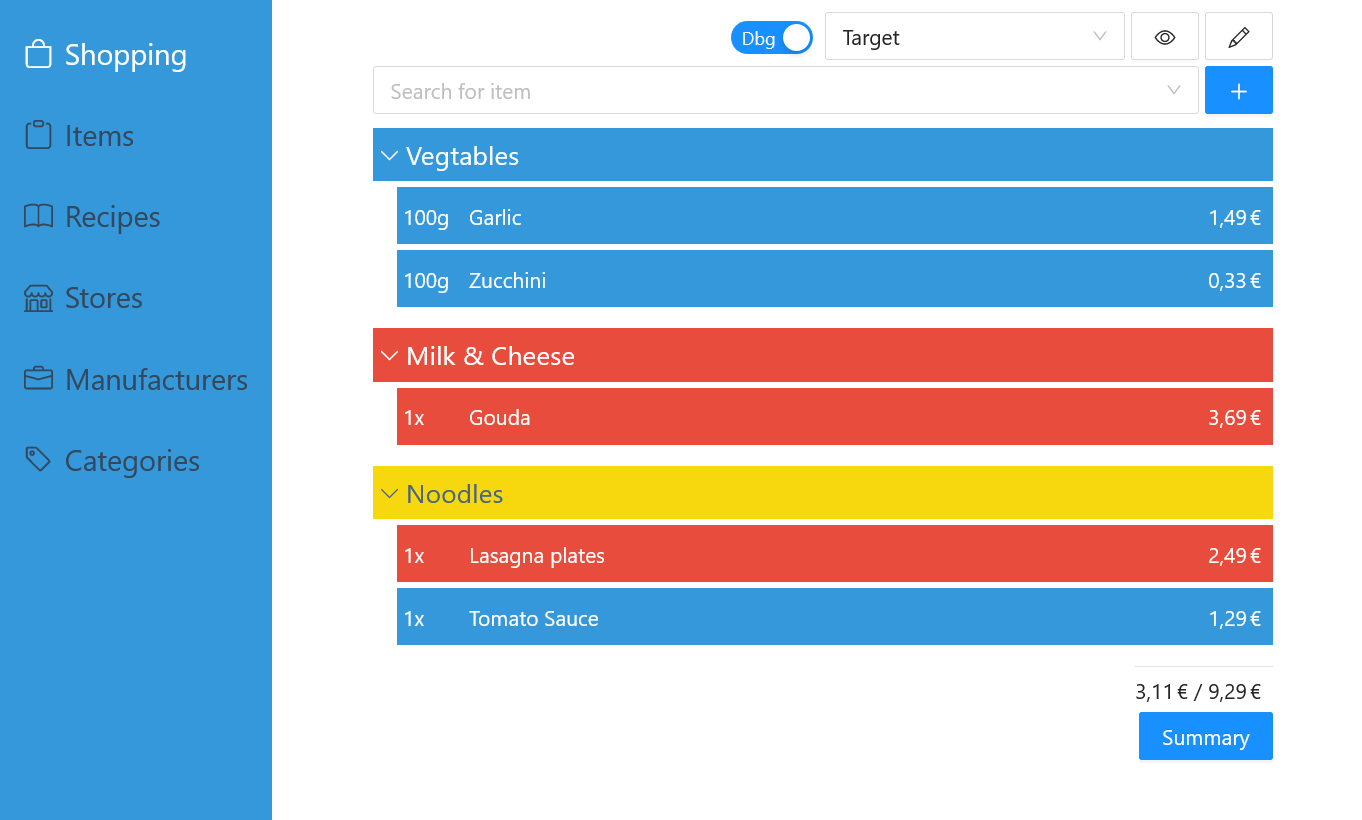 Shopping
Items
Recipes
Stores
Manufacturers
Categories
Dbg
Target
Search for item
Vegtables
100g Garlic 1,49 €
100g Zucchini 0,33 €
Milk & Cheese
1x Gouda 3,69 €
Noodles
1x Lasagna plates 2,49 €
1x Tomato Sauce 1,29 €
3,11 € / 9,29 €
Summary